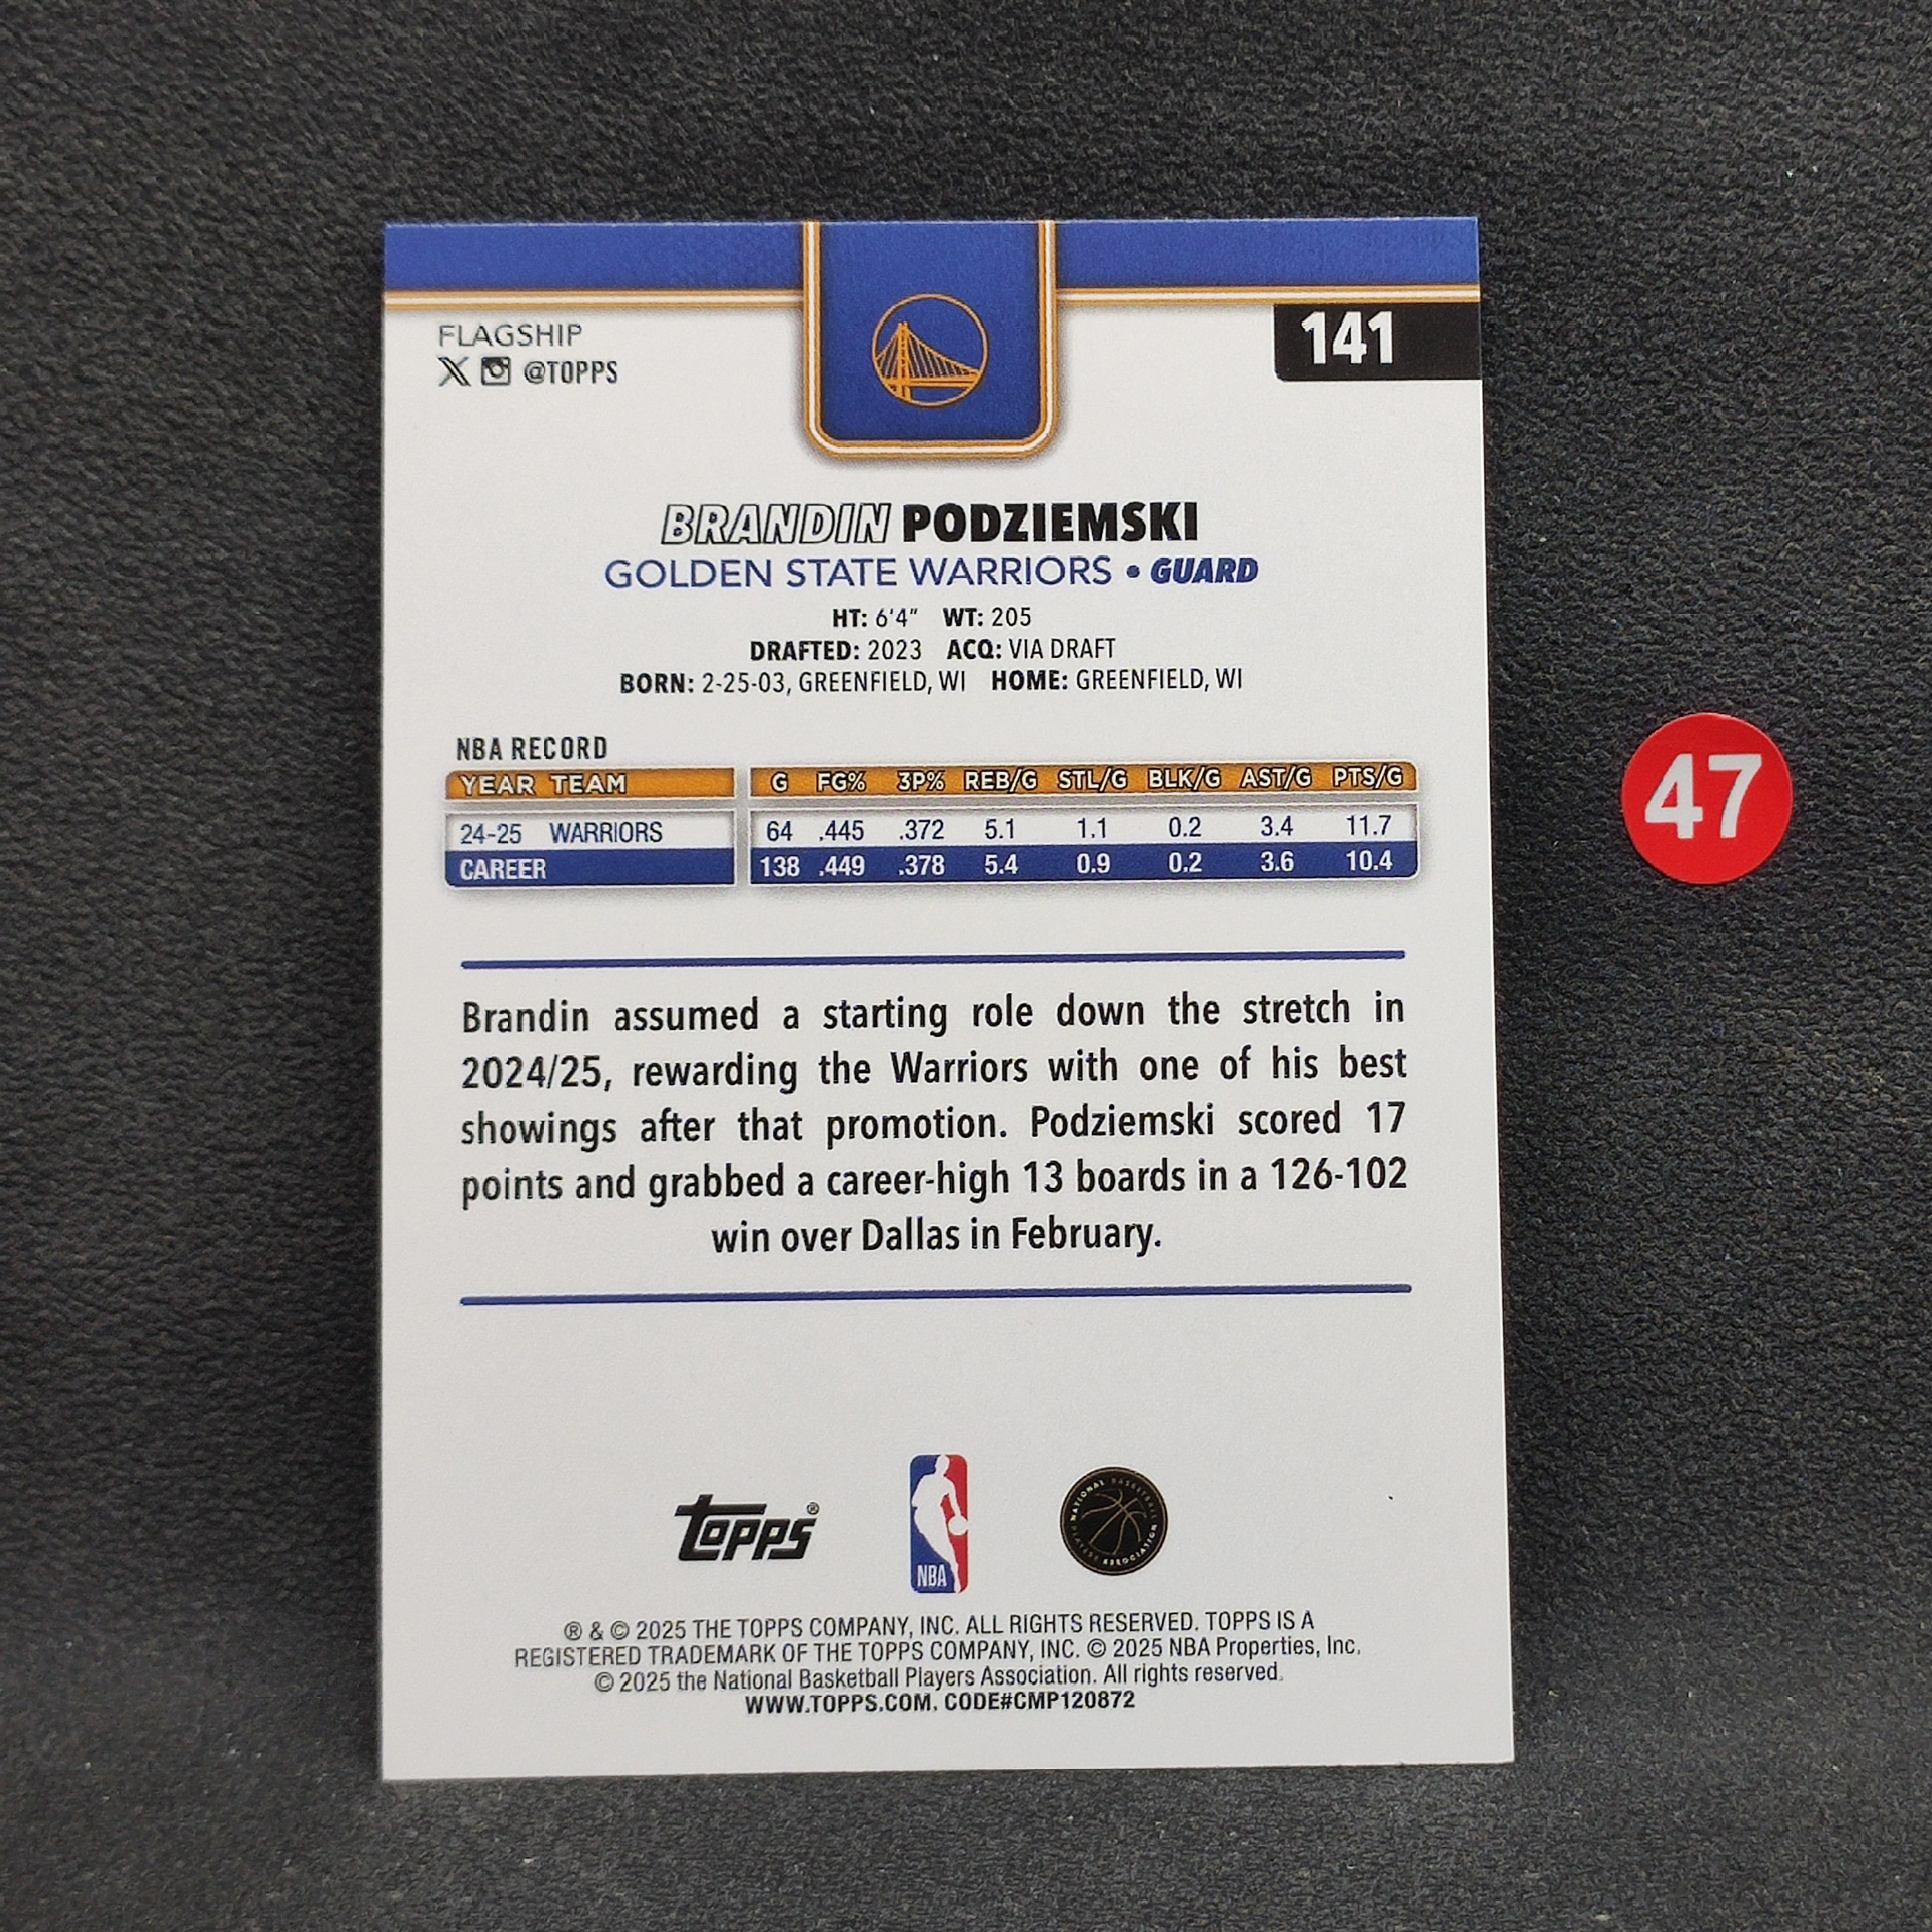 FLAGSHIP
@TOPPS
141
BRANDIN PODZIEMSKI
GOLDEN STATE WARRIORS • GUARD
HT: 6'4" WT: 205
DRAFTED: 2023 ACQ: VIA DRAFT
BORN: 2-25-03, GREENFIELD, WI HOME: GREENFIELD, WI
NBA RECORD
YEAR TEAM G FG% 3P% REB/G STL/G BLK/G AST/G PTS/G
24-25 WARRIORS 64 .445 .372 5.1 1.1 0.2 3.4 11.7
CAREER 138 .449 .378 5.4 0.9 0.2 3.6 10.4
47
Brandin assumed a starting role down the stretch in
2024/25, rewarding the Warriors with one of his best
showings after that promotion. Podziemski scored 17
points and grabbed a career-high 13 boards in a 126-102
win over Dallas in February.
topps®
NBA
NATIONAL BASKETBALL PLAYERS ASSOCIATION
® & © 2025 THE TOPPS COMPANY, INC. ALL RIGHTS RESERVED. TOPPS IS A
REGISTERED TRADEMARK OF THE TOPPS COMPANY, INC. © 2025 NBA Properties, Inc.
© 2025 the National Basketball Players Association. All rights reserved.
WWW.TOPPS.COM. CODE#CMP120872